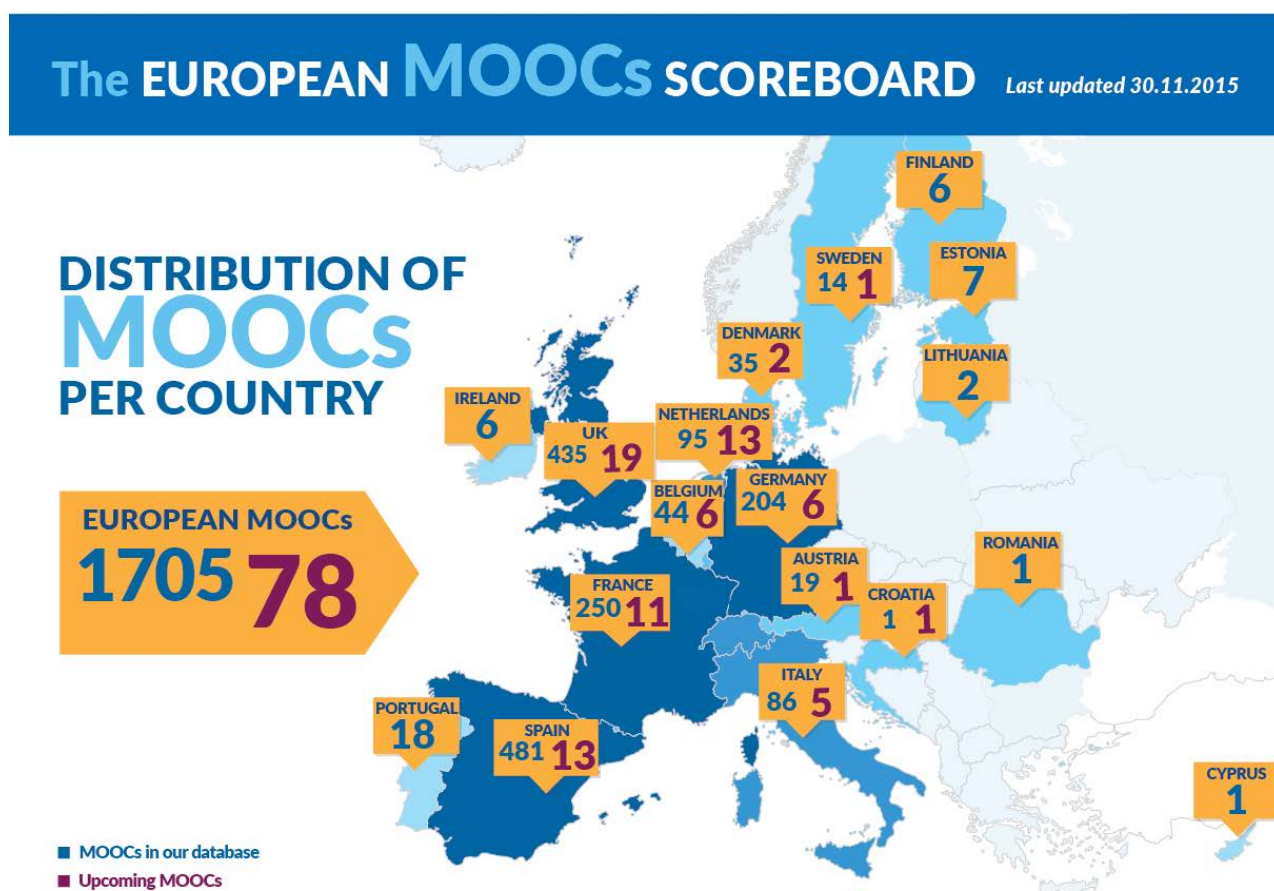 The EUROPEAN MOOCs SCOREBOARD Last updated 30.11.2015
DISTRIBUTION OF
MOOCs
PER COUNTRY
EUROPEAN MOOCs
1705 78
FINLAND
6
SWEDEN
14 1
ESTONIA
7
DENMARK
35 2
LITHUANIA
2
IRELAND
6
UK
435 19
NETHERLANDS
95 13
BELGIUM
44 6
GERMANY
204 6
FRANCE
250 11
AUSTRIA
19 1
CROATIA
1 1
ROMANIA
1
ITALY
86 5
PORTUGAL
18
SPAIN
481 13
CYPRUS
1
MOOCs in our database
Upcoming MOOCs